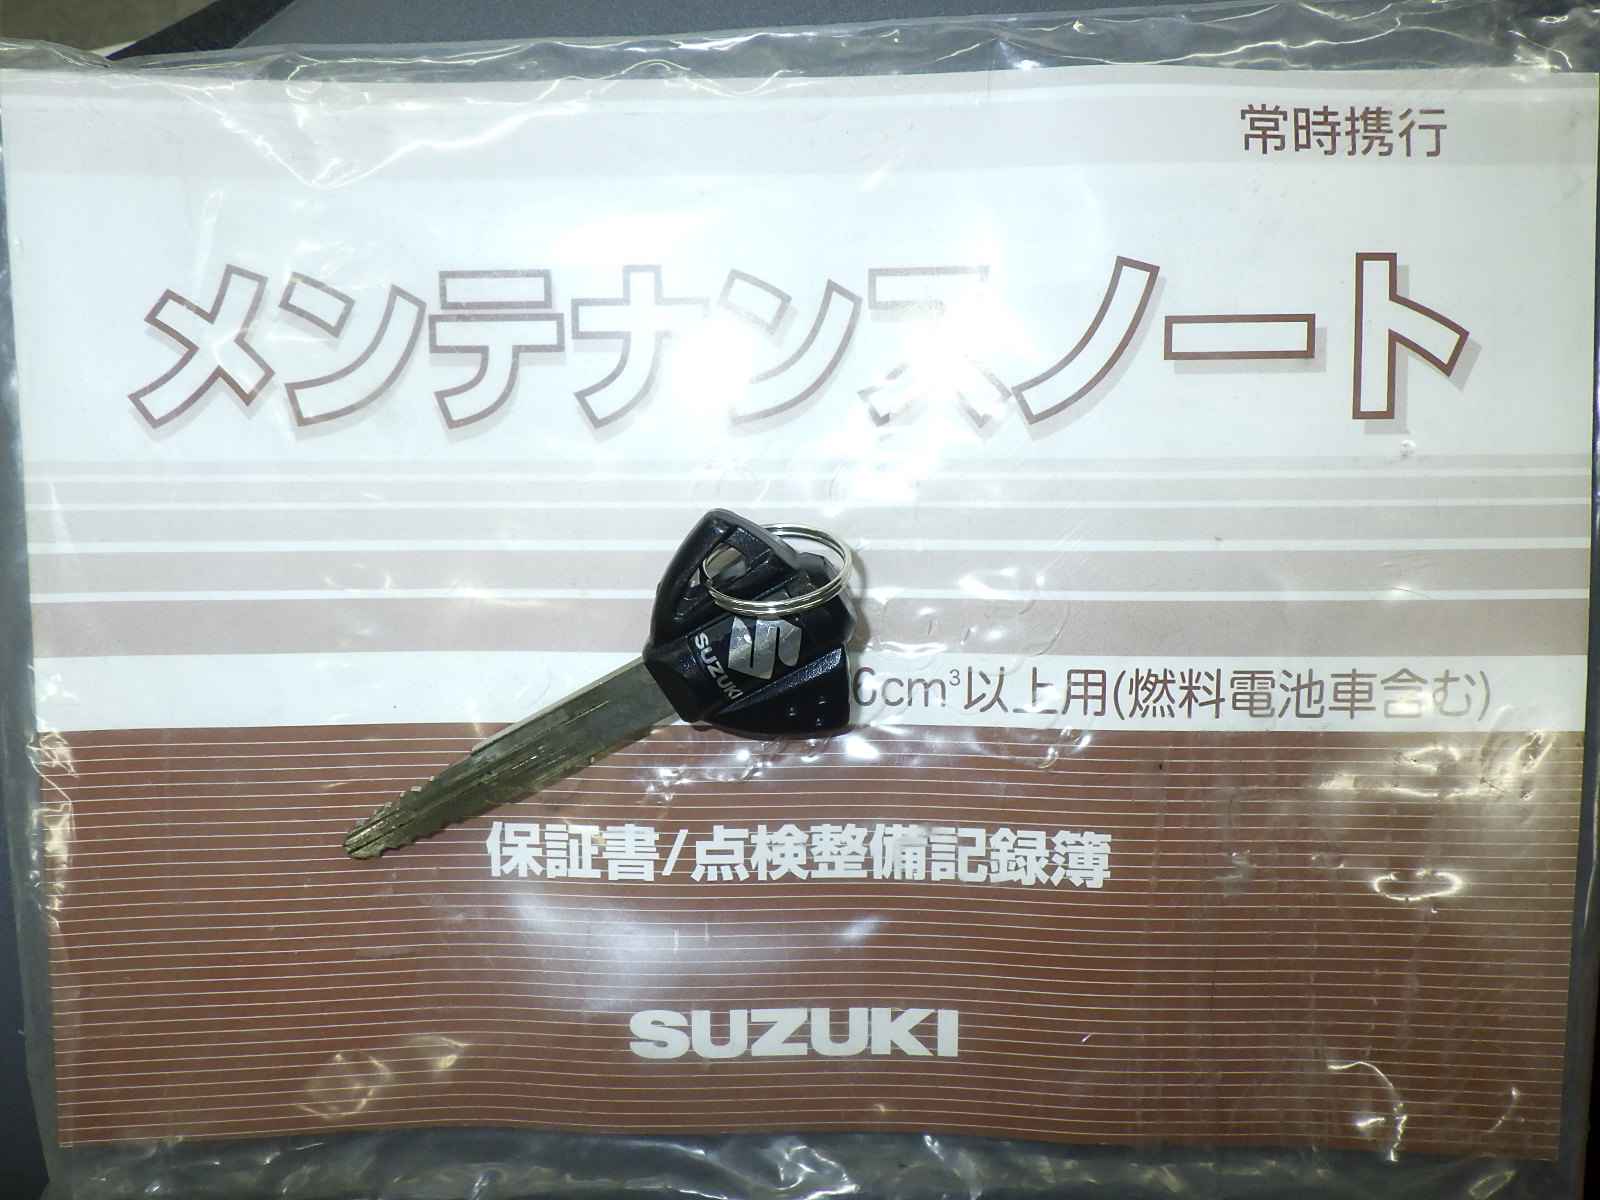 常時携行
メンテナンスノート
SUZUKI
6cm³以上用(燃料電池車含む)
保証書/点検整備記録簿
SUZUKI